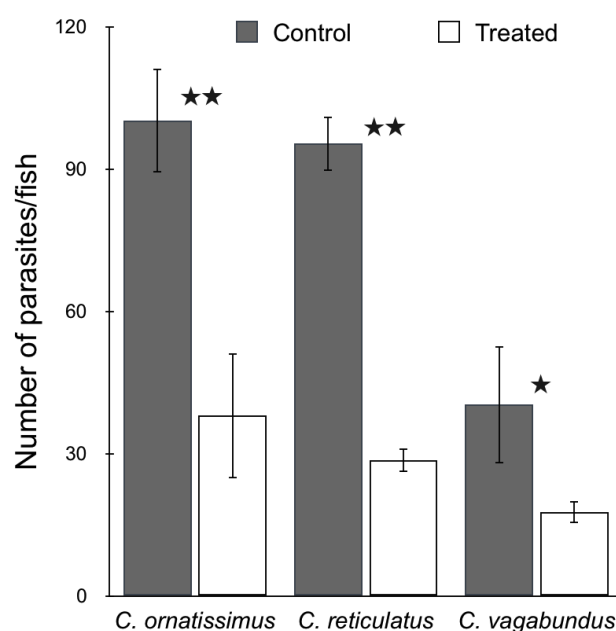 120
Control
Treated
★★
★★
90
Number of parasites/fish
60
★
30
0
C. ornatissimus
C. reticulatus
C. vagabundus